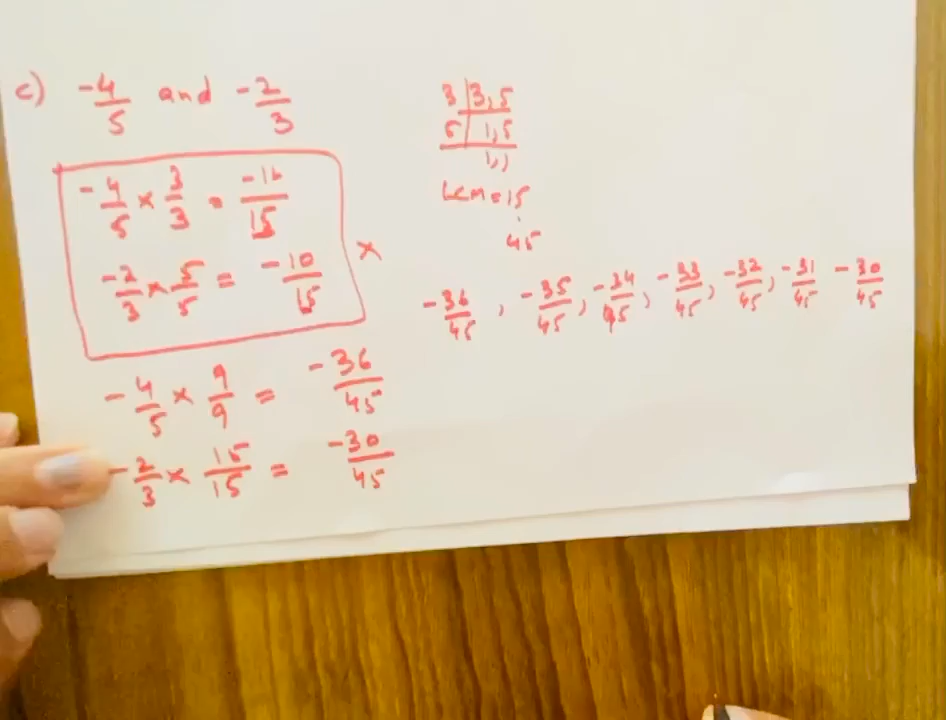 c) -4/5 and -2/3
-4/5 × 3/3 = -12/15
-2/3 × 5/5 = -10/15 ×
-4/5 × 9/9 = -36/45
-2/3 × 15/15 = -30/45
3 | 3, 5
5 | 1, 5
1, 1
LCM = 15
45
-36/45, -35/45, -34/45, -33/45, -32/45, -31/45 -30/45